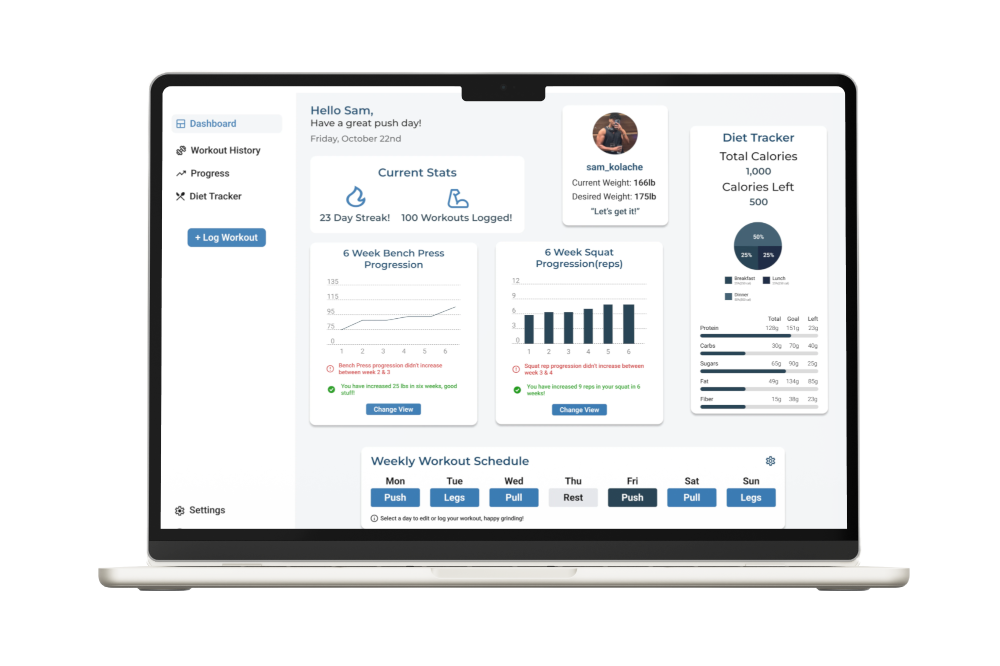 Dashboard
Workout History
Progress
Diet Tracker
+ Log Workout
Settings
Hello Sam,
Have a great push day!
Friday, October 22nd
Current Stats
23 Day Streak!
100 Workouts Logged!
sam_kolache
Current Weight: 166lb
Desired Weight: 175lb
"Let's get it!"
6 Week Bench Press
Progression
135
115
95
75
0
1 2 3 4 5 6
Bench Press progression didn't increase
between week 2 & 3
You have increased 25 lbs in six weeks, good
stuff!
Change View
6 Week Squat
Progression(reps)
12
9
6
3
0
1 2 3 4 5 6
Squat rep progression didn't increase between
week 3 & 4
You have increased 9 reps in your squat in 6
weeks!
Change View
Diet Tracker
Total Calories
1,000
Calories Left
500
50%
25% 25%
Breakfast
Lunch
Dinner
Total Goal Left
Protein 128g 151g 23g
Carbs 30g 70g 40g
Sugars 65g 90g 25g
Fat 49g 134g 85g
Fiber 15g 38g 23g
Weekly Workout Schedule
Mon Tue Wed Thu Fri Sat Sun
Push Legs Pull Rest Push Pull Legs
Select a day to edit or log your workout, happy grinding!